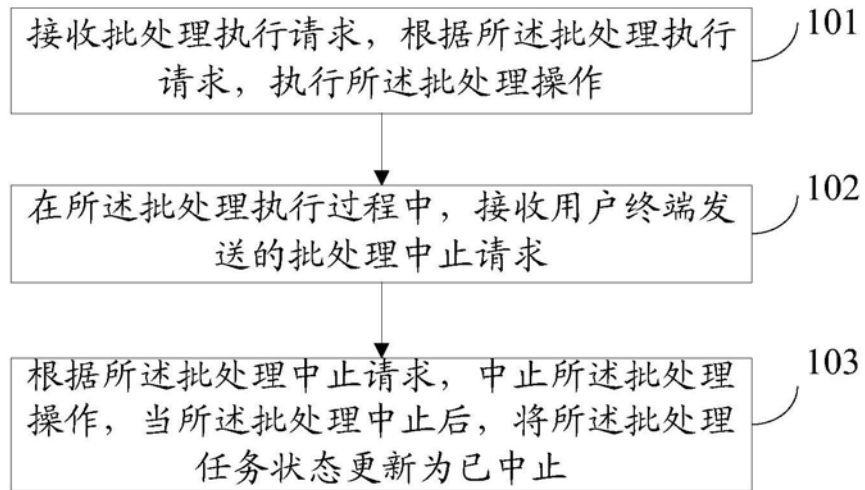 接收批处理执行请求，根据所述批处理执行
请求，执行所述批处理操作
101
在所述批处理执行过程中，接收用户终端发
送的批处理中止请求
102
根据所述批处理中止请求，中止所述批处理
操作，当所述批处理中止后，将所述批处理
任务状态更新为已中止
103